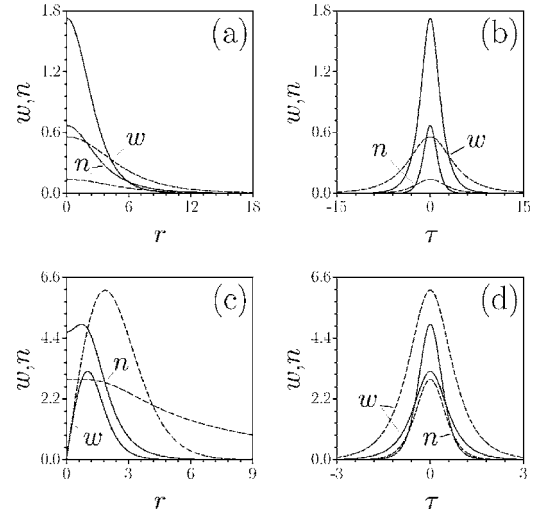 1.8 (a) 1.8 (b)
w,n 1.2 w,n 1.2
0.6 w 0.6 w
n n
0.0 0.0
0 6 12 18 -15 0 15
r τ
6.6 (c) 6.6 (d)
w,n 4.4 w,n 4.4
n
2.2 2.2 w
w n
0.0 0.0
0 3 6 9 -3 0 3
r τ